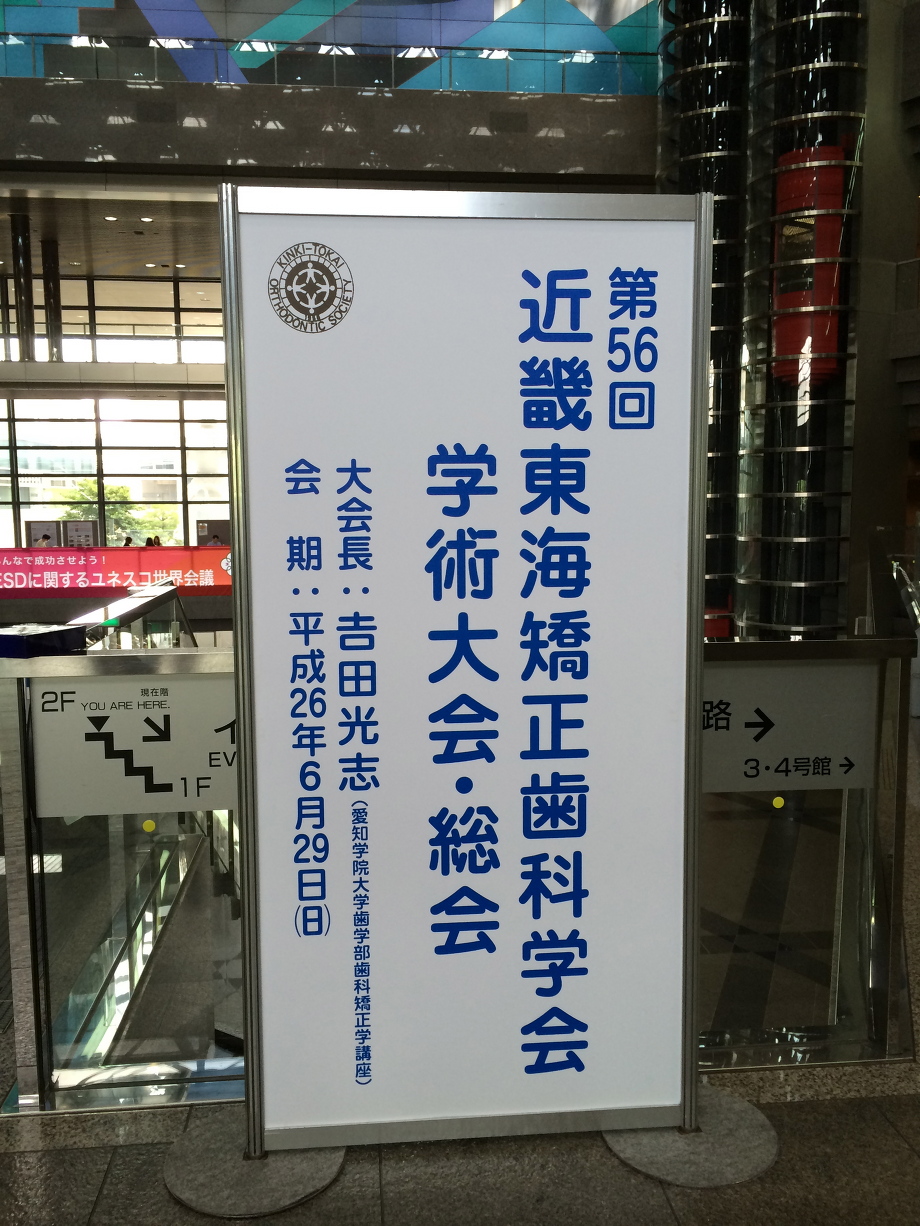 第56回
近畿東海矯正歯科学会
学術大会・総会
大会長：𠮷田光志(愛知学院大学歯学部歯科矯正学講座)
会　期：平成26年6月29日(日)
KINKI-TOKAI
ORTHODONTIC SOCIETY
んなで成功させよう！
ESDに関するユネスコ世界会議
2F
現在階
YOU ARE HERE.
1F
イ
EV
路
3・4号館